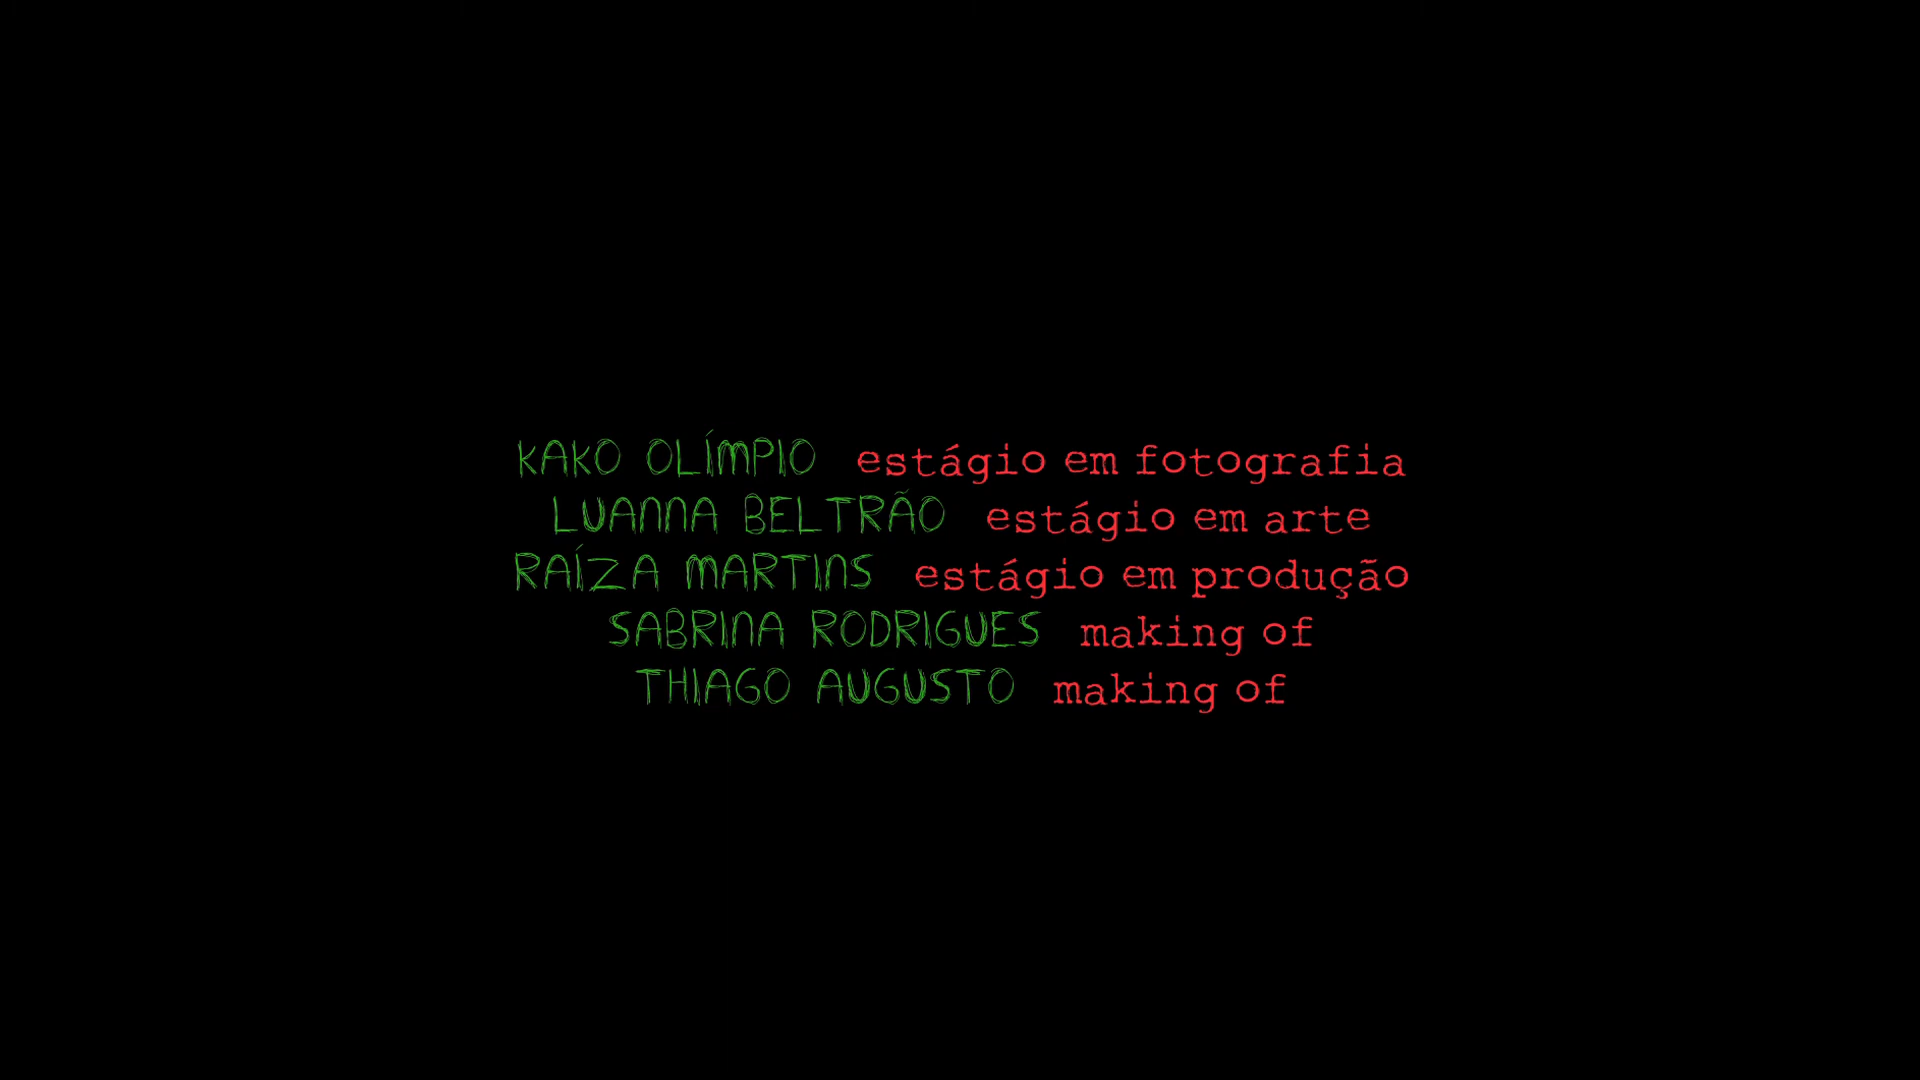 KAKO OLÍMPIO estágio em fotografia
LUANNA BELTRÃO estágio em arte
RAÍZA MARTINS estágio em produção
SABRINA RODRIGUES making of
THIAGO AUGUSTO making of